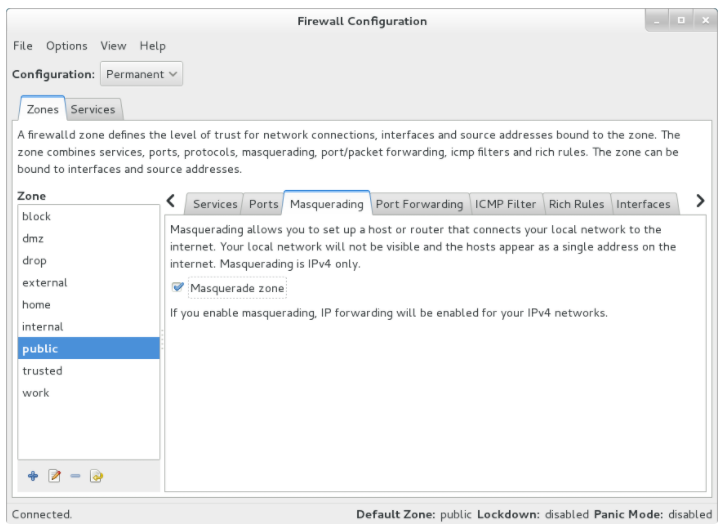 Firewall Configuration
File Options View Help
Configuration: Permanent
Zones Services
A firewalld zone defines the level of trust for network connections, interfaces and source addresses bound to the zone. The
zone combines services, ports, protocols, masquerading, port/packet forwarding, icmp filters and rich rules. The zone can be
bound to interfaces and source addresses.
Zone
block
dmz
drop
external
home
internal
public
trusted
work
Services Ports Masquerading Port Forwarding ICMP Filter Rich Rules Interfaces
Masquerading allows you to set up a host or router that connects your local network to the
internet. Your local network will not be visible and the hosts appear as a single address on the
internet. Masquerading is IPv4 only.
Masquerade zone
If you enable masquerading, IP forwarding will be enabled for your IPv4 networks.
Connected.
Default Zone: public Lockdown: disabled Panic Mode: disabled